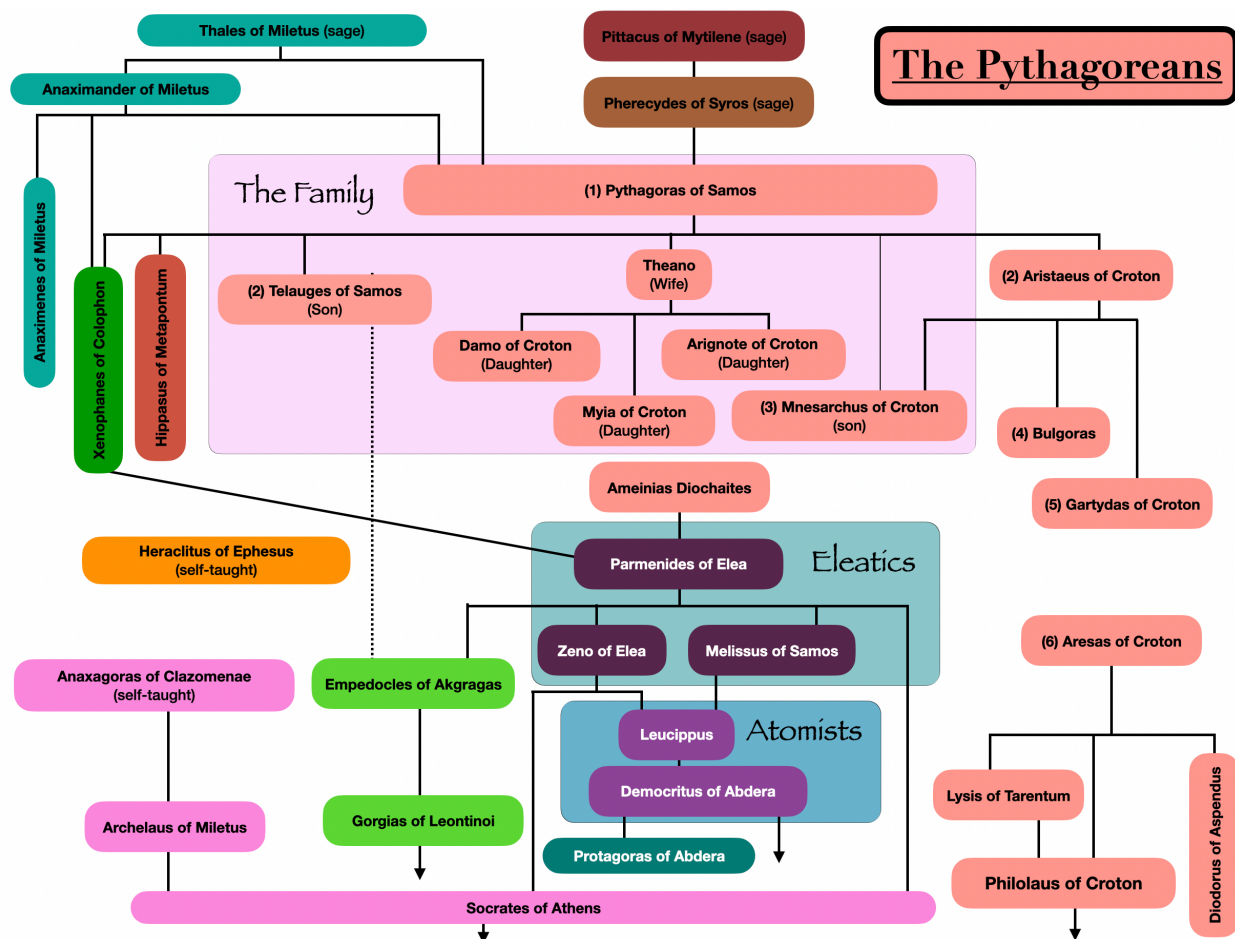 Thales of Miletus (sage)
Pittacus of Mytilene (sage)
The Pythagoreans
Anaximander of Miletus
Pherecydes of Syros (sage)
The Family
(1) Pythagoras of Samos
Anaximenes of Miletus
Xenophanes of Colophon
Hippasus of Metapontum
(2) Telauges of Samos
(Son)
Theano
(Wife)
(2) Aristaeus of Croton
Damo of Croton
(Daughter)
Arignote of Croton
(Daughter)
Myia of Croton
(Daughter)
(3) Mnesarchus of Croton
(son)
(4) Bulgoras
(5) Gartydas of Croton
Ameinias Diochaites
Heraclitus of Ephesus
(self-taught)
Parmenides of Elea
Eleatics
Zeno of Elea
Melissus of Samos
(6) Aresas of Croton
Anaxagoras of Clazomenae
(self-taught)
Empedocles of Akgragas
Leucippus
Atomists
Democritus of Abdera
Lysis of Tarentum
Diodorus of Aspendus
Archelaus of Miletus
Gorgias of Leontinoi
Protagoras of Abdera
Philolaus of Croton
Socrates of Athens